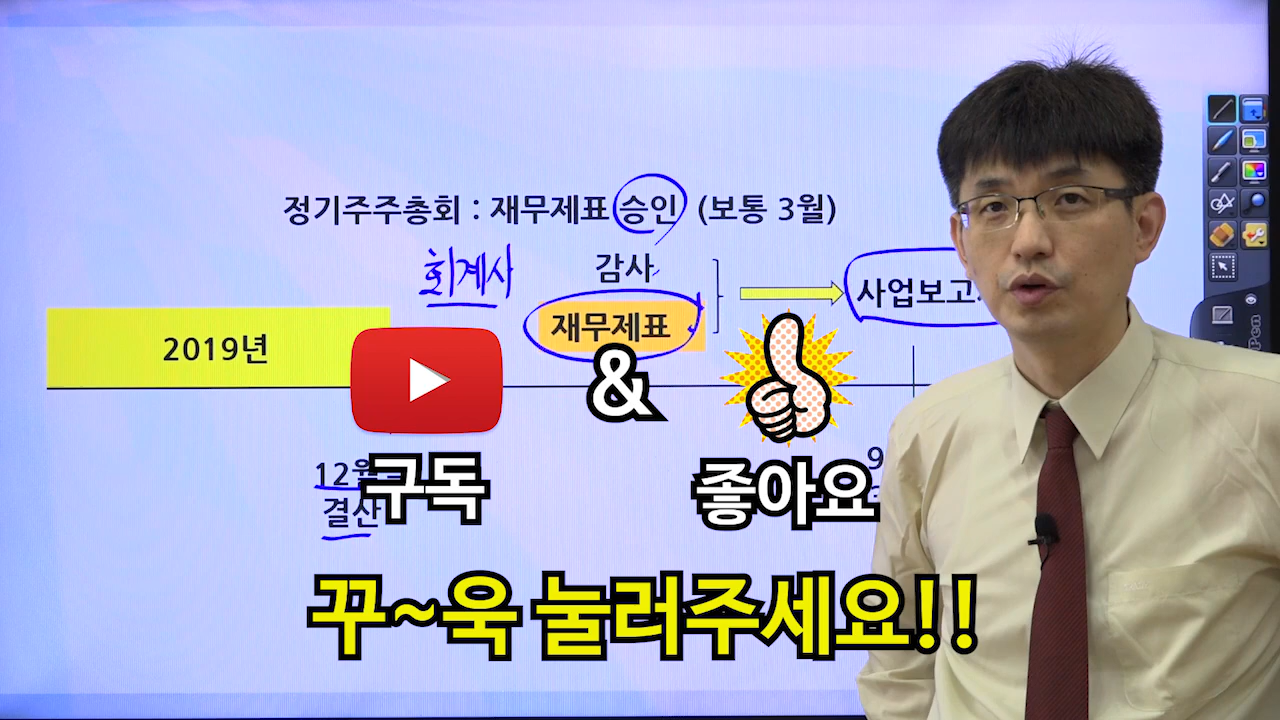 정기주주총회 : 재무제표 승인 (보통 3월)
회계사
감사
재무제표
사업보고
2019년
&
12월
결산
9
구독
좋아요
꾸~욱 눌러주세요!!
Pen